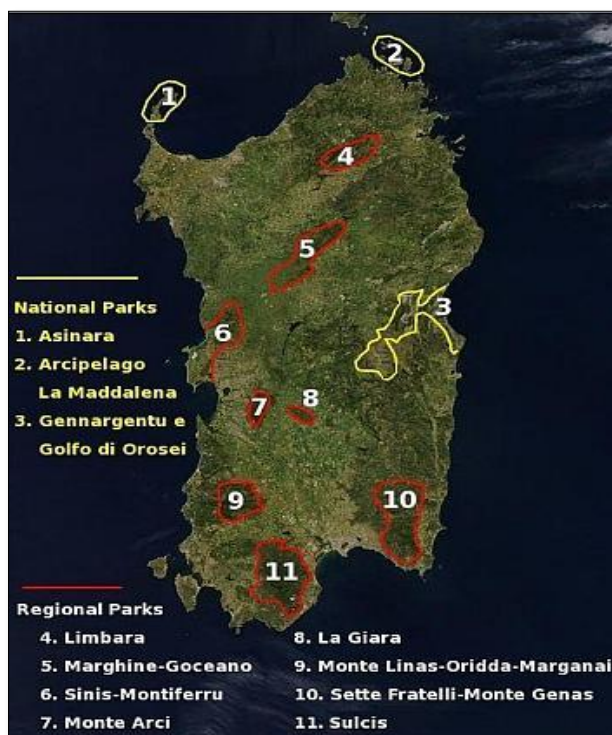 1
2
4
5
3
6
7
8
9
10
11
National Parks
1. Asinara
2. Arcipelago
La Maddalena
3. Gennargentu e
Golfo di Orosei
Regional Parks
4. Limbara
5. Marghine-Goceano
6. Sinis-Montiferru
7. Monte Arci
8. La Giara
9. Monte Linas-Oridda-Marganai
10. Sette Fratelli-Monte Genas
11. Sulcis